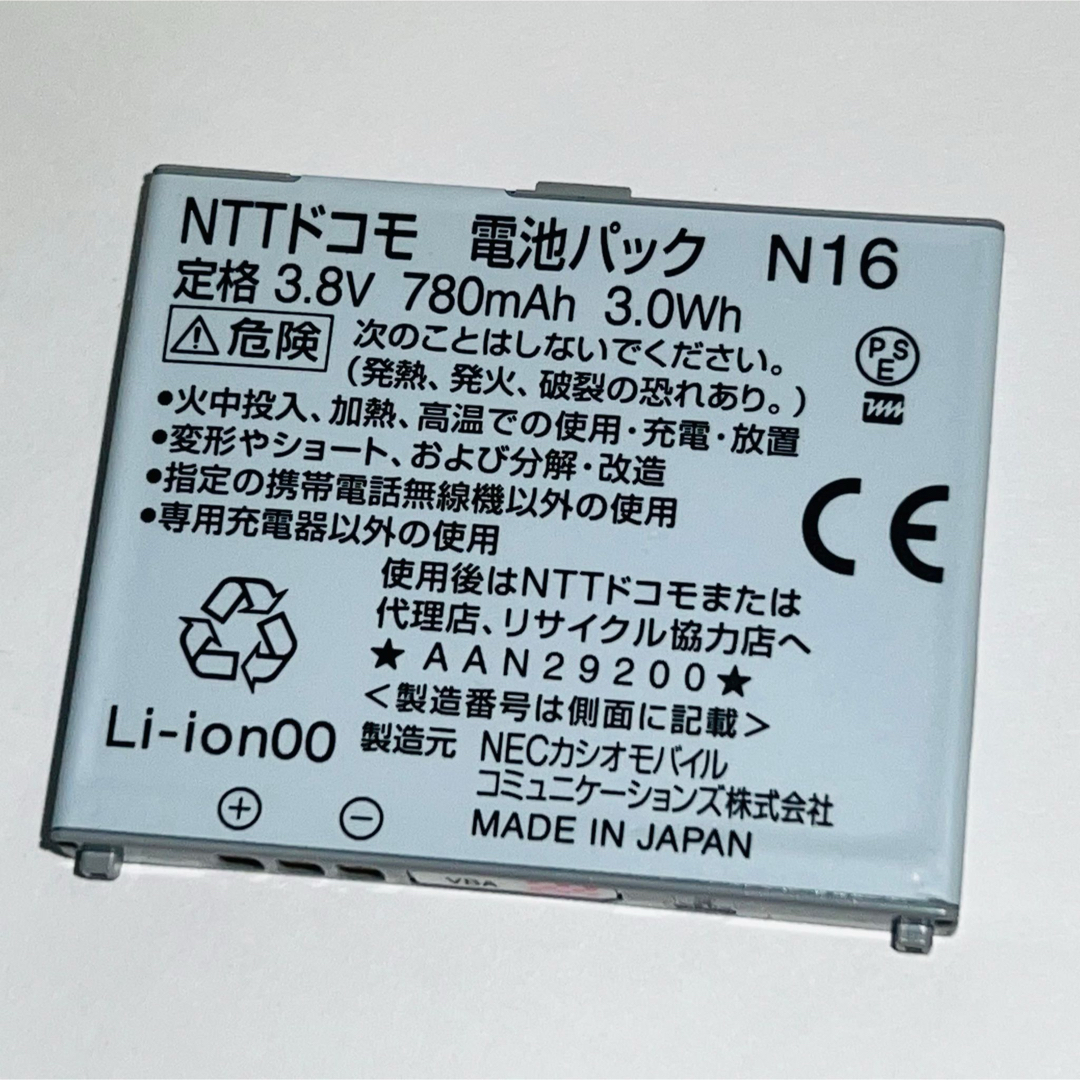 NTTドコモ 電池パック N16
定格 3.8V 780mAh 3.0Wh
危険 次のことはしないでください。
(発熱、発火、破裂の恐れあり。)
•火中投入、加熱、高温での使用・充電・放置
•変形やショート、および分解・改造
•指定の携帯電話無線機以外の使用
•専用充電器以外の使用
PSE
CE
使用後はNTTドコモまたは
代理店、リサイクル協力店へ
★AAN29200★
<製造番号は側面に記載>
Li-ion00 製造元 NECカシオモバイル
コミュニケーションズ株式会社
+ −
MADE IN JAPAN
VBA